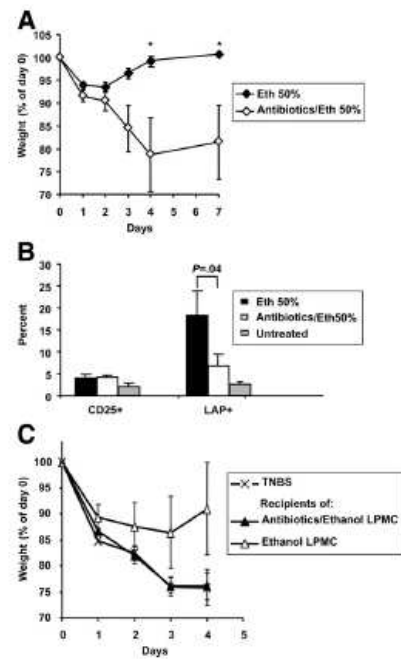 A
Weight (% of day 0)
105
100
95
90
85
80
75
70
0 1 2 3 4 5 6 7
Days
*
*
Eth 50%
Antibiotics/Eth 50%
B
Percent
30
25
20
15
10
5
0
P=.04
CD25+
LAP+
Eth 50%
Antibiotics/Eth50%
Untreated
C
Weight (% of day 0)
100
95
90
85
80
75
70
0 1 2 3 4 5
Days
TNBS
Recipients of:
Antibiotics/Ethanol LPMC
Ethanol LPMC